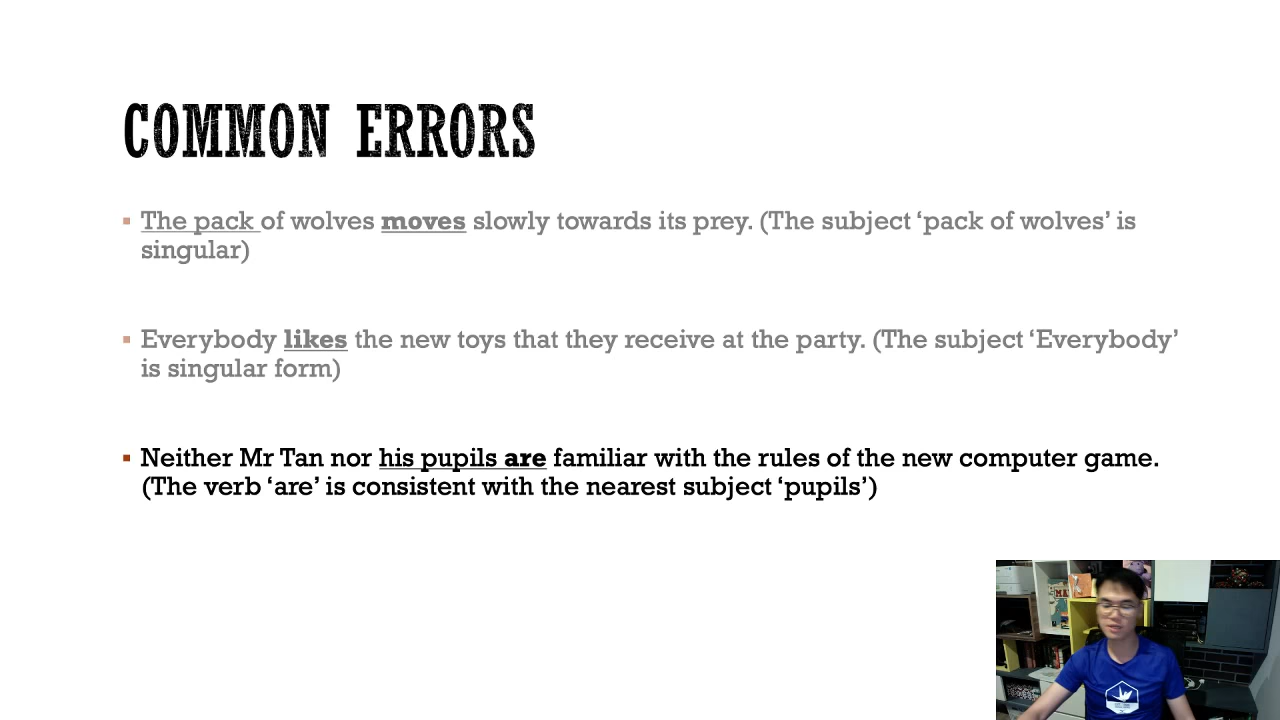 COMMON ERRORS
▪ The pack of wolves moves slowly towards its prey. (The subject ‘pack of wolves’ is
singular)
▪ Everybody likes the new toys that they receive at the party. (The subject ‘Everybody’
is singular form)
▪ Neither Mr Tan nor his pupils are familiar with the rules of the new computer game.
(The verb ‘are’ is consistent with the nearest subject ‘pupils’)